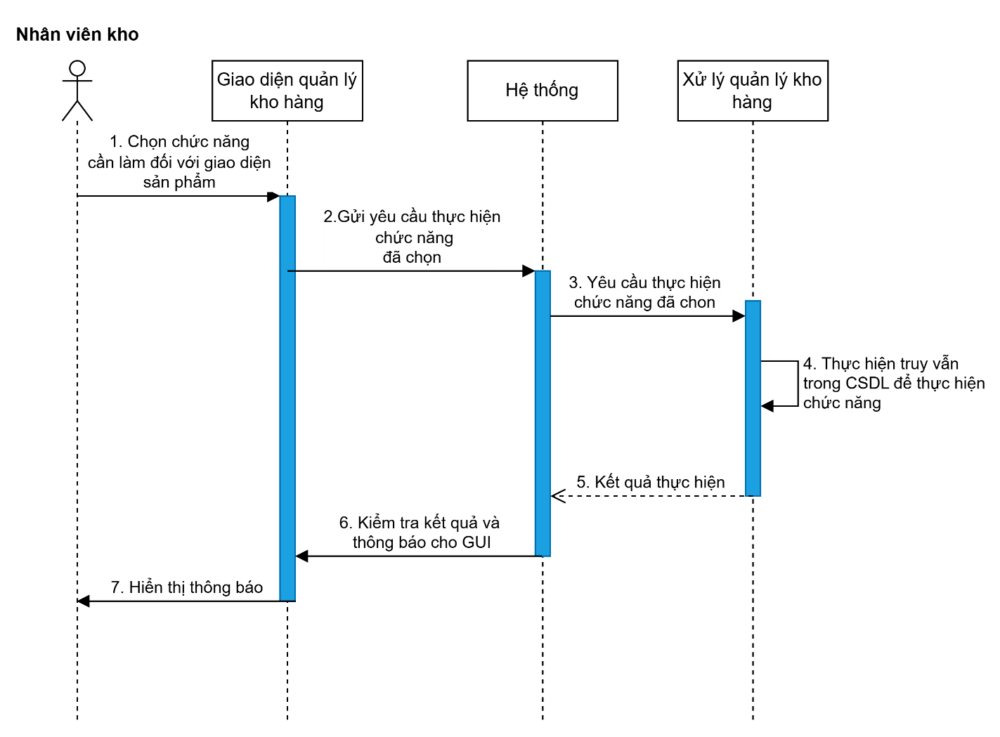 Nhân viên kho
Giao diện quản lý
kho hàng
Hệ thống
Xử lý quản lý kho
hàng
1. Chọn chức năng
cần làm đối với giao diện
sản phẩm
2.Gửi yêu cầu thực hiện
chức năng
đã chọn
3. Yêu cầu thực hiện
chức năng đã chon
4. Thực hiện truy vẫn
trong CSDL để thực hiện
chức năng
5. Kết quả thực hiện
6. Kiểm tra kết quả và
thông báo cho GUI
7. Hiển thị thông báo